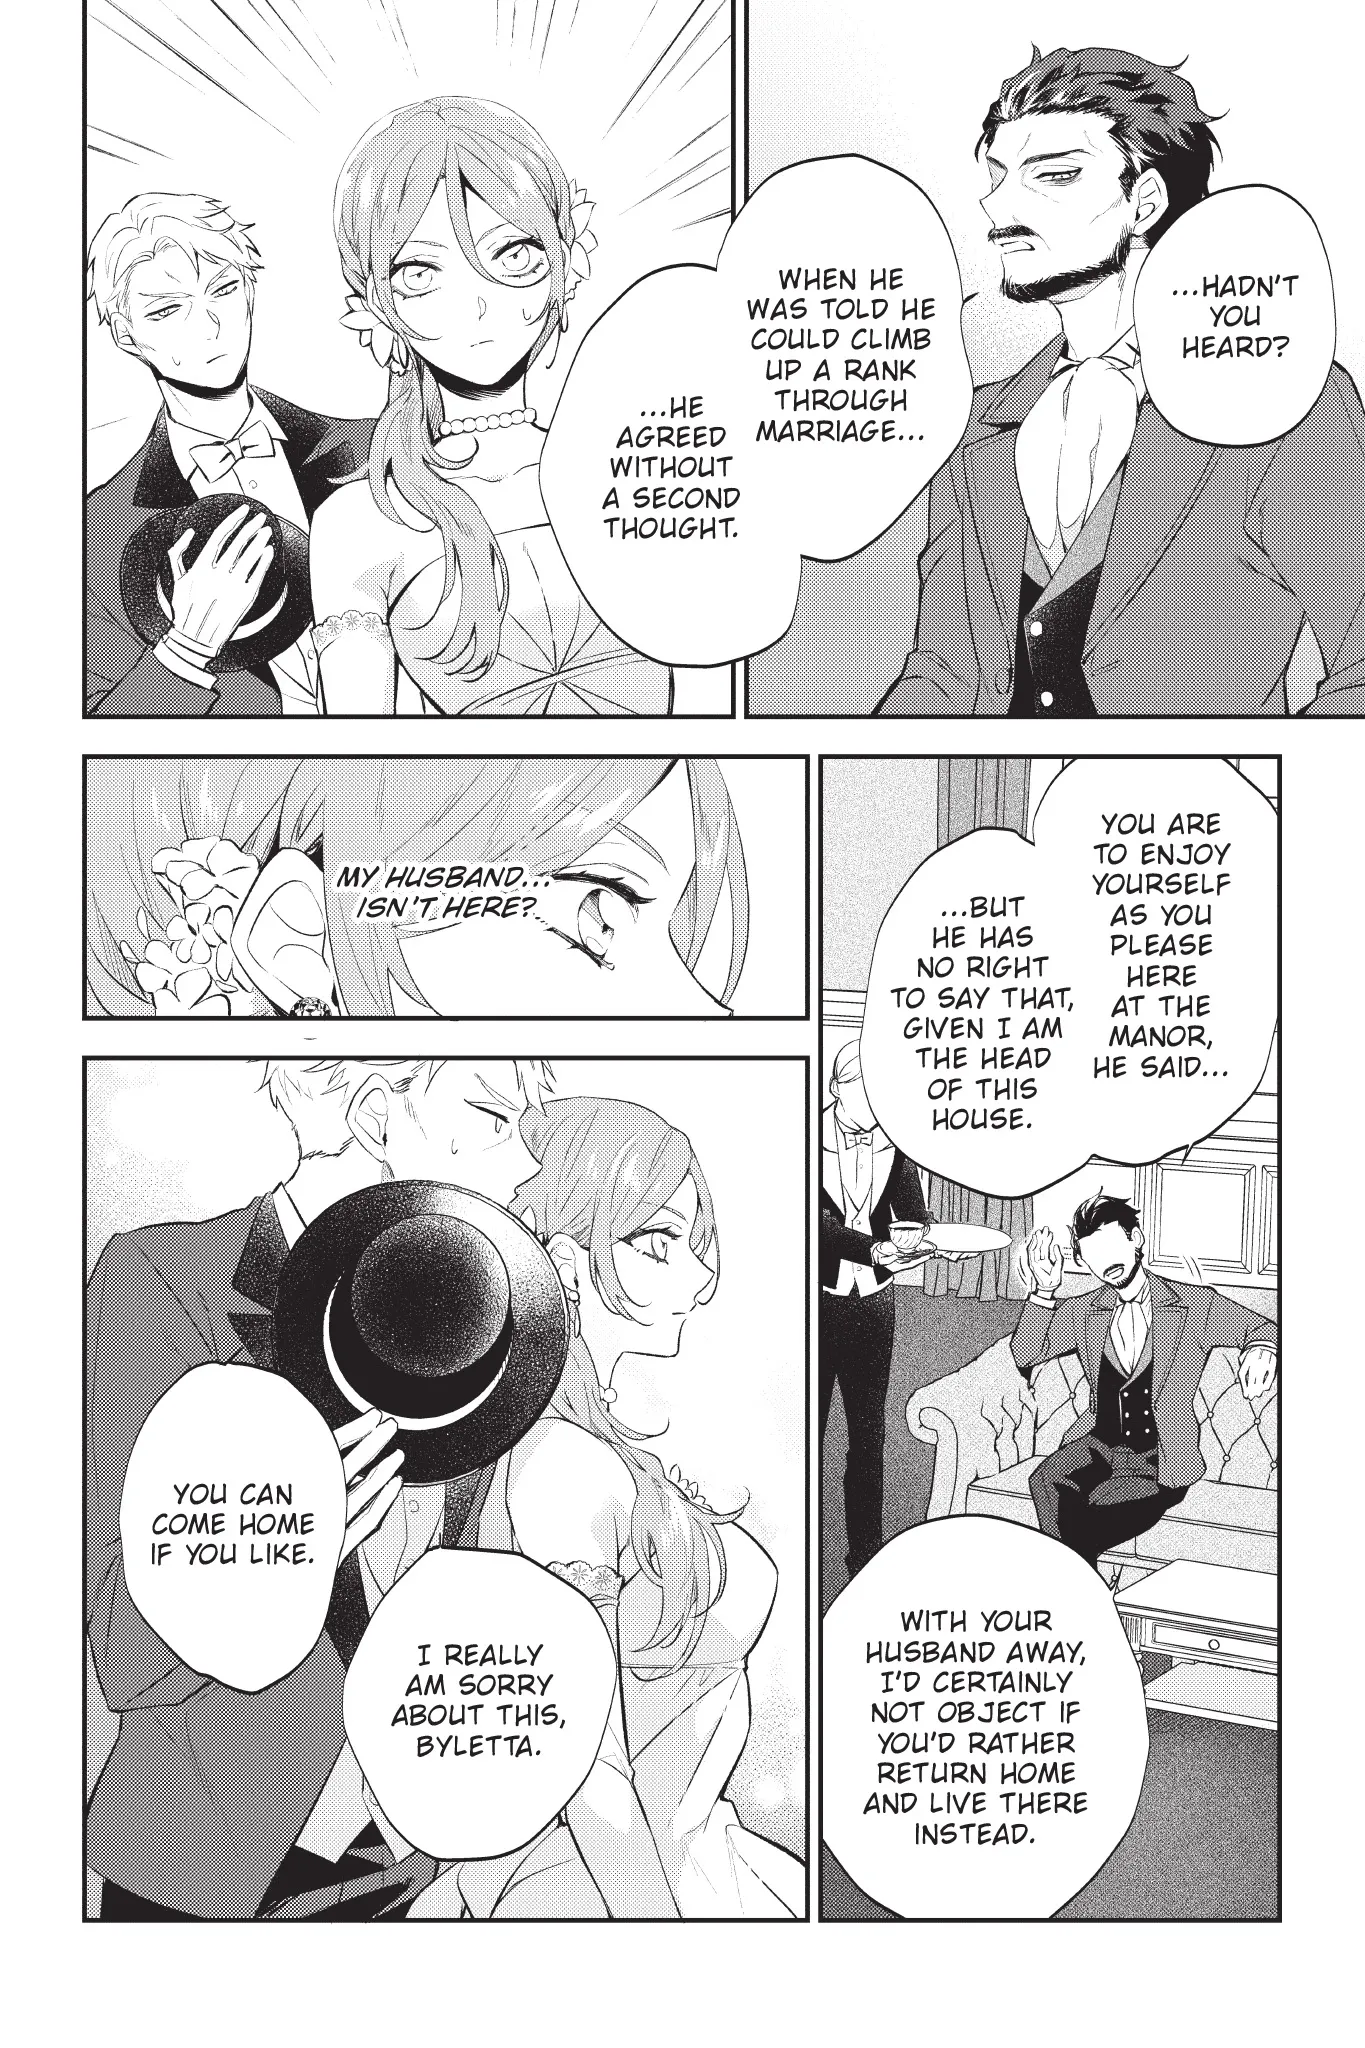 ...HADN'T
YOU
HEARD?
WHEN HE
WAS TOLD HE
COULD CLIMB
UP A RANK
THROUGH
MARRIAGE...
...HE
AGREED
WITHOUT
A SECOND
THOUGHT.
YOU ARE
TO ENJOY
YOURSELF
AS YOU
PLEASE
HERE
AT THE
MANOR,
HE SAID...
...BUT
HE HAS
NO RIGHT
TO SAY THAT,
GIVEN I AM
THE HEAD
OF THIS
HOUSE.
WITH YOUR
HUSBAND AWAY,
I'D CERTAINLY
NOT OBJECT IF
YOU'D RATHER
RETURN HOME
AND LIVE THERE
INSTEAD.
MY HUSBAND...
ISN'T HERE?
I REALLY
AM SORRY
ABOUT THIS,
BYLETTA.
YOU CAN
COME HOME
IF YOU LIKE.